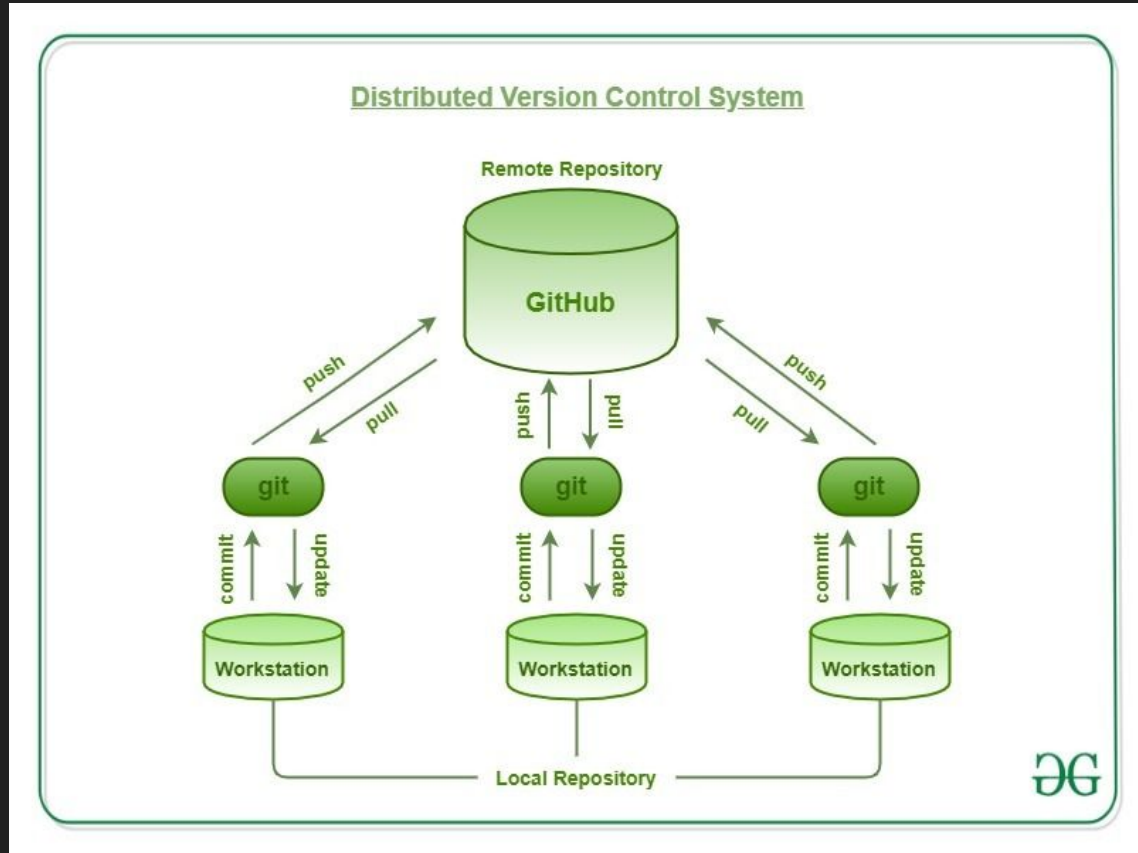 Distributed Version Control System
Remote Repository
GitHub
push
pull
push
pull
push
pull
git
git
git
commit
update
commit
update
commit
update
Workstation
Workstation
Workstation
Local Repository